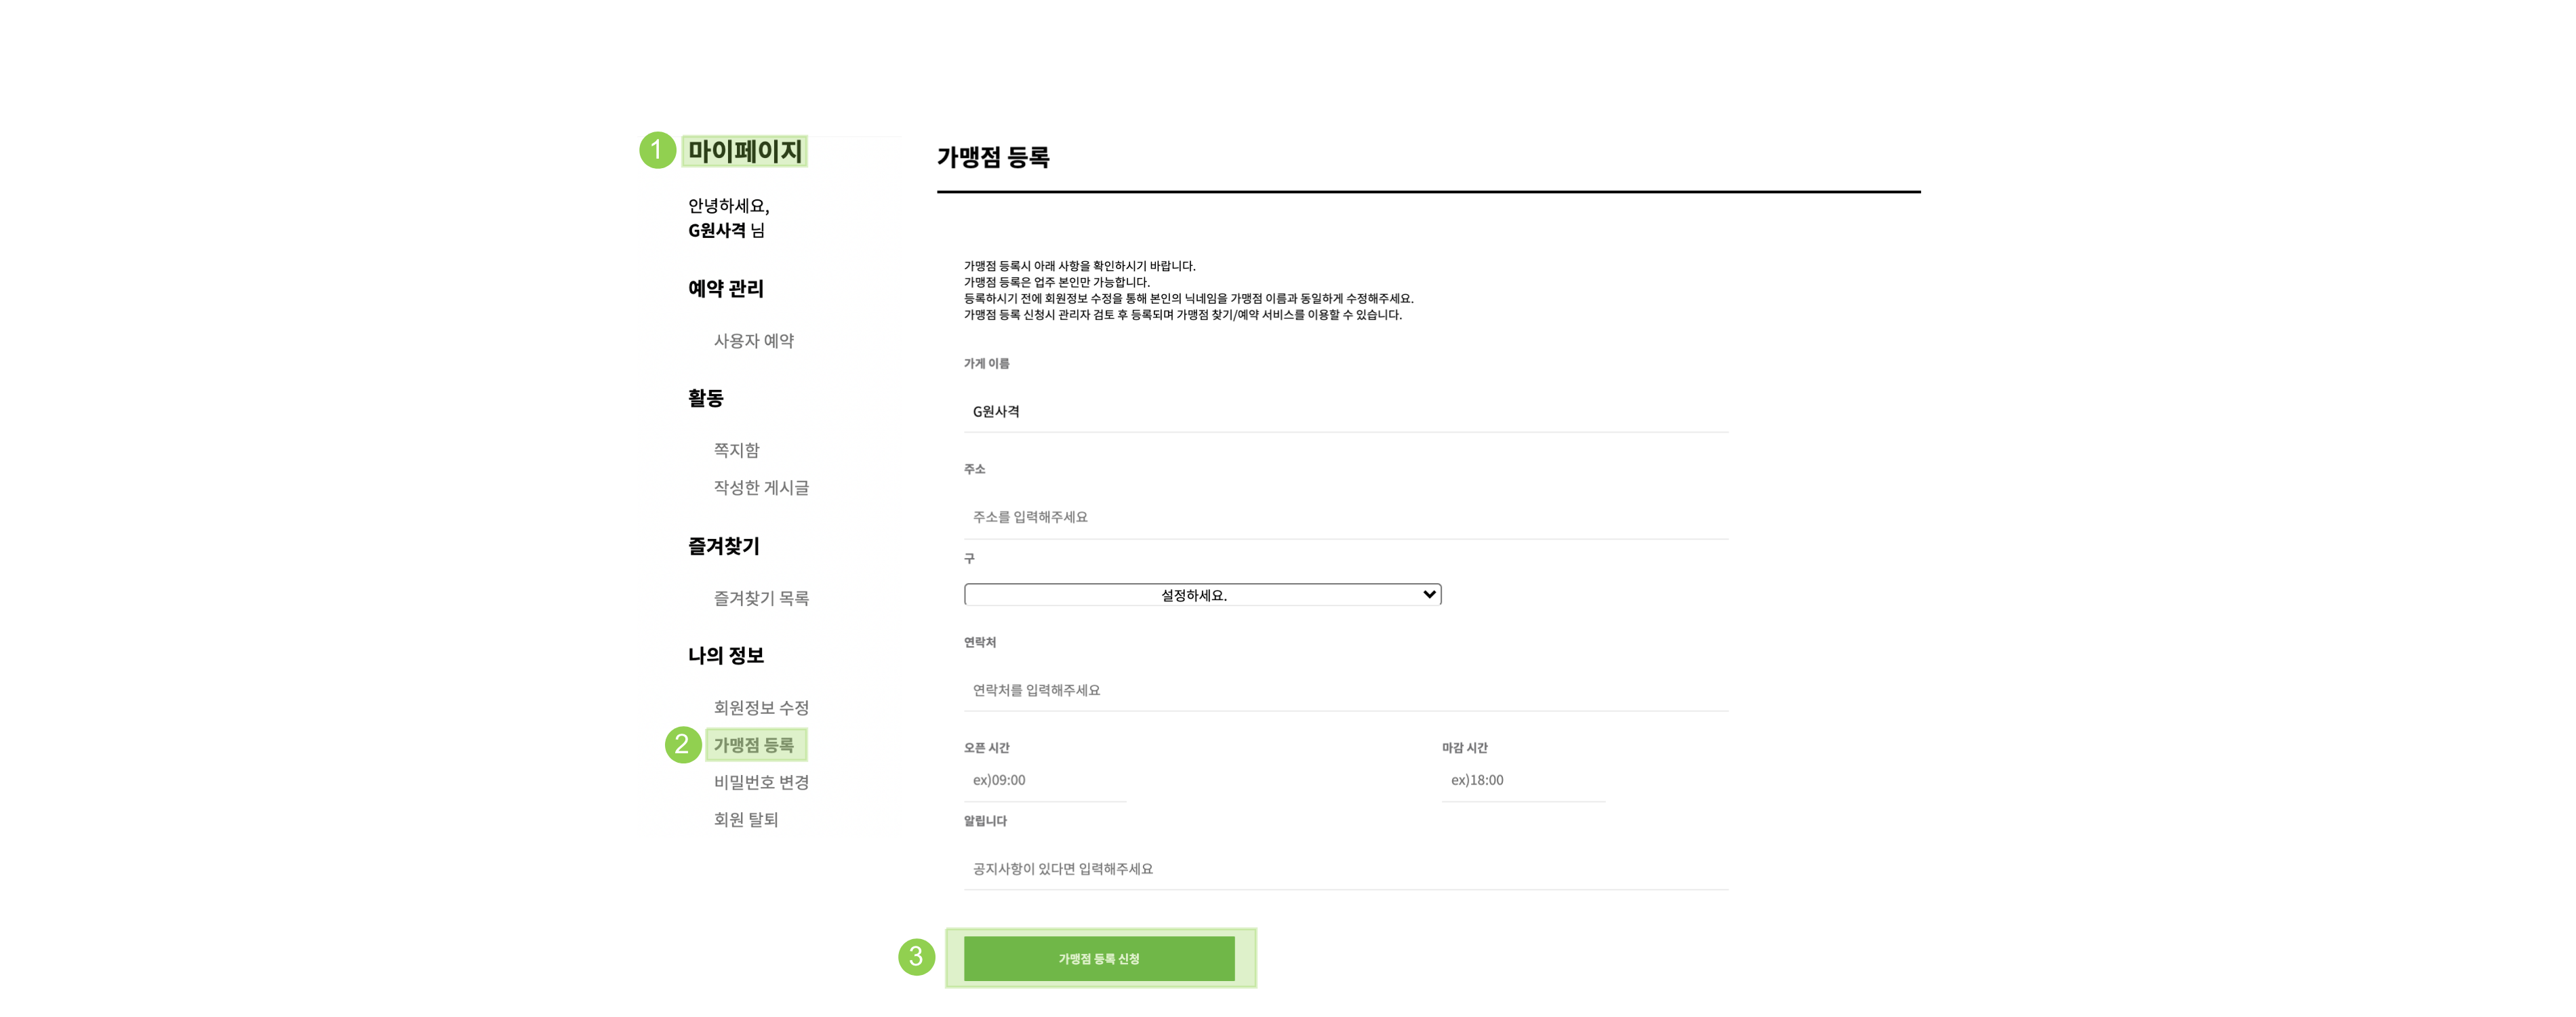 1 마이페이지
안녕하세요,
G원사격 님
예약 관리
사용자 예약
활동
쪽지함
작성한 게시글
즐겨찾기
즐겨찾기 목록
나의 정보
회원정보 수정
2 가맹점 등록
비밀번호 변경
회원 탈퇴
가맹점 등록
가맹점 등록시 아래 사항을 확인하시기 바랍니다.
가맹점 등록은 업주 본인만 가능합니다.
등록하시기 전에 회원정보 수정을 통해 본인의 닉네임을 가맹점 이름과 동일하게 수정해주세요.
가맹점 등록 신청시 관리자 검토 후 등록되며 가맹점 찾기/예약 서비스를 이용할 수 있습니다.
가게 이름
G원사격
주소
주소를 입력해주세요
구
설정하세요.
연락처
연락처를 입력해주세요
오픈 시간 마감 시간
ex)09:00 ex)18:00
알립니다
공지사항이 있다면 입력해주세요
3 가맹점 등록 신청